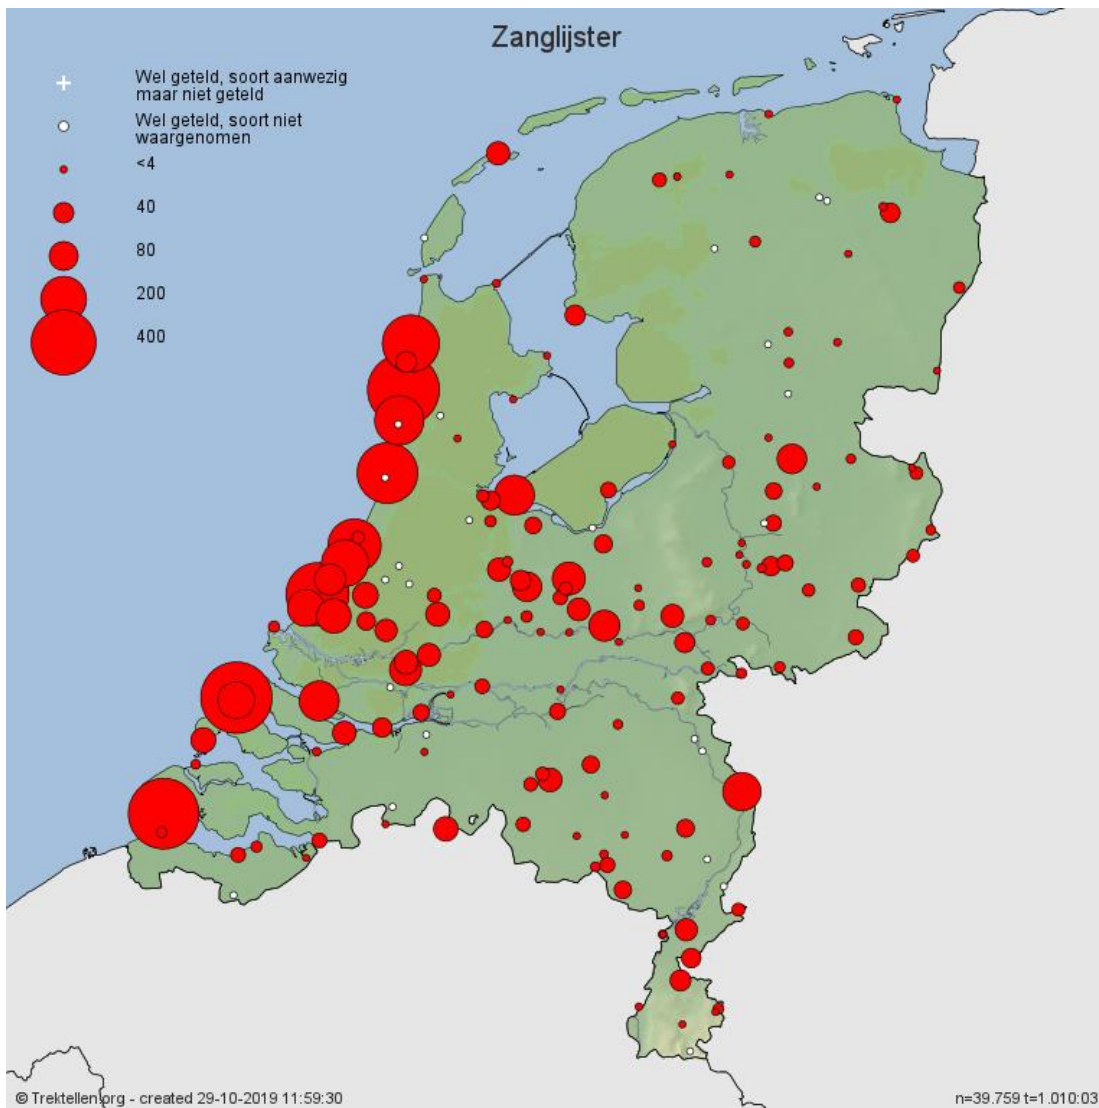 Zanglijster
Wel geteld, soort aanwezig
maar niet geteld
Wel geteld, soort niet
waargenomen
<4
40
80
200
400
© Trektellen.org - created 29-10-2019 11:59:30
n=39.759 t=1.010:03